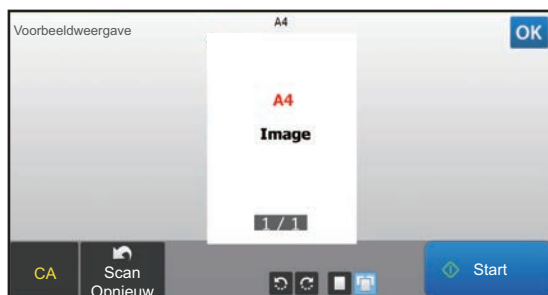 A4
Voorbeeldweergave
OK
A4
Image
1 / 1
CA
Scan
Opnieuw
Start